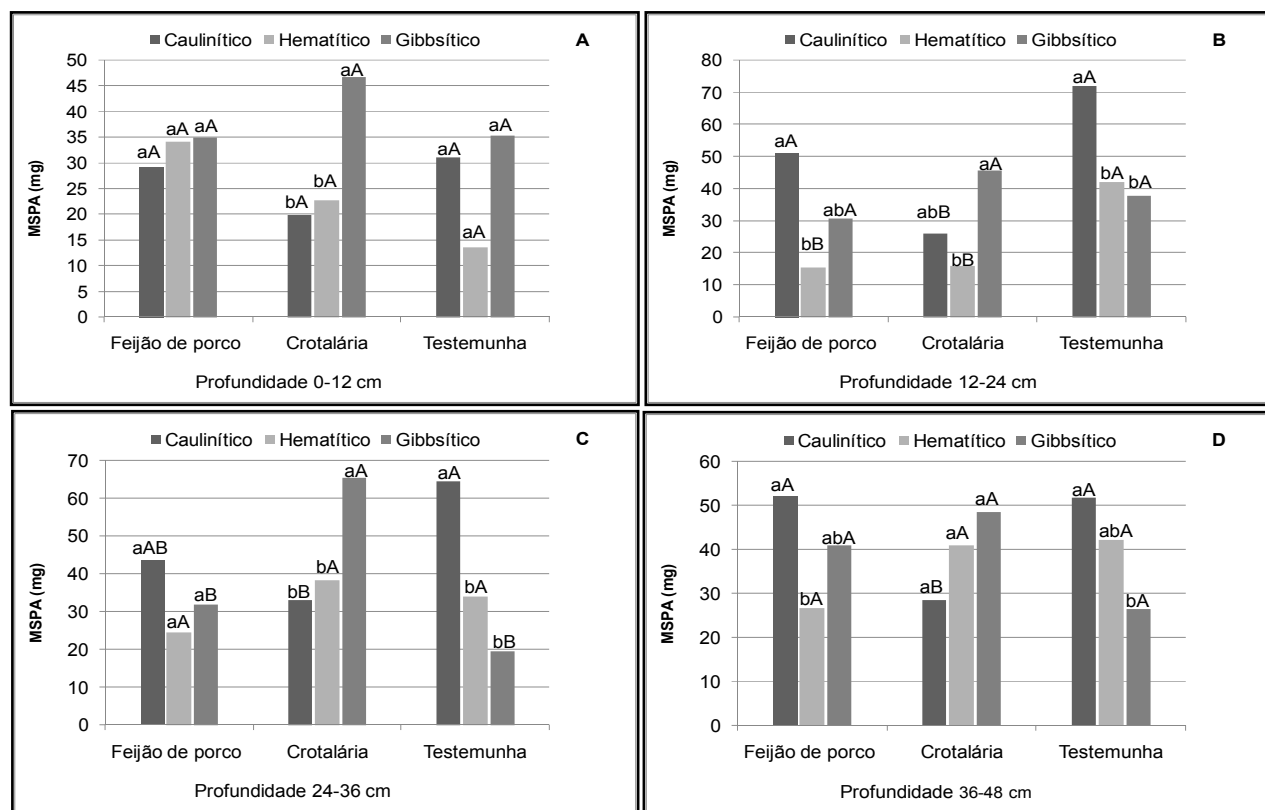 Caulinítico Hematítico Gibbsítico A
MSPA (mg)
50
45
40
35
30
25
20
15
10
5
0
aA aA aA
bA bA aA
aA aA aA
Feijão de porco Crotalária Testemunha
Profundidade 0-12 cm
Caulinítico Hematítico Gibbsítico B
MSPA (mg)
80
70
60
50
40
30
20
10
0
aA bB abA
abB bB aA
aA bA bA
Feijão de porco Crotalária Testemunha
Profundidade 12-24 cm
Caulinítico Hematítico Gibbsítico C
MSPA (mg)
70
60
50
40
30
20
10
0
aAB aA aB
bB bA aA
aA bA bB
Feijão de porco Crotalária Testemunha
Profundidade 24-36 cm
Caulinítico Hematítico Gibbsítico D
MSPA (mg)
60
50
40
30
20
10
0
aA bA abA
aB aA aA
aA abA bA
Feijão de porco Crotalária Testemunha
Profundidade 36-48 cm